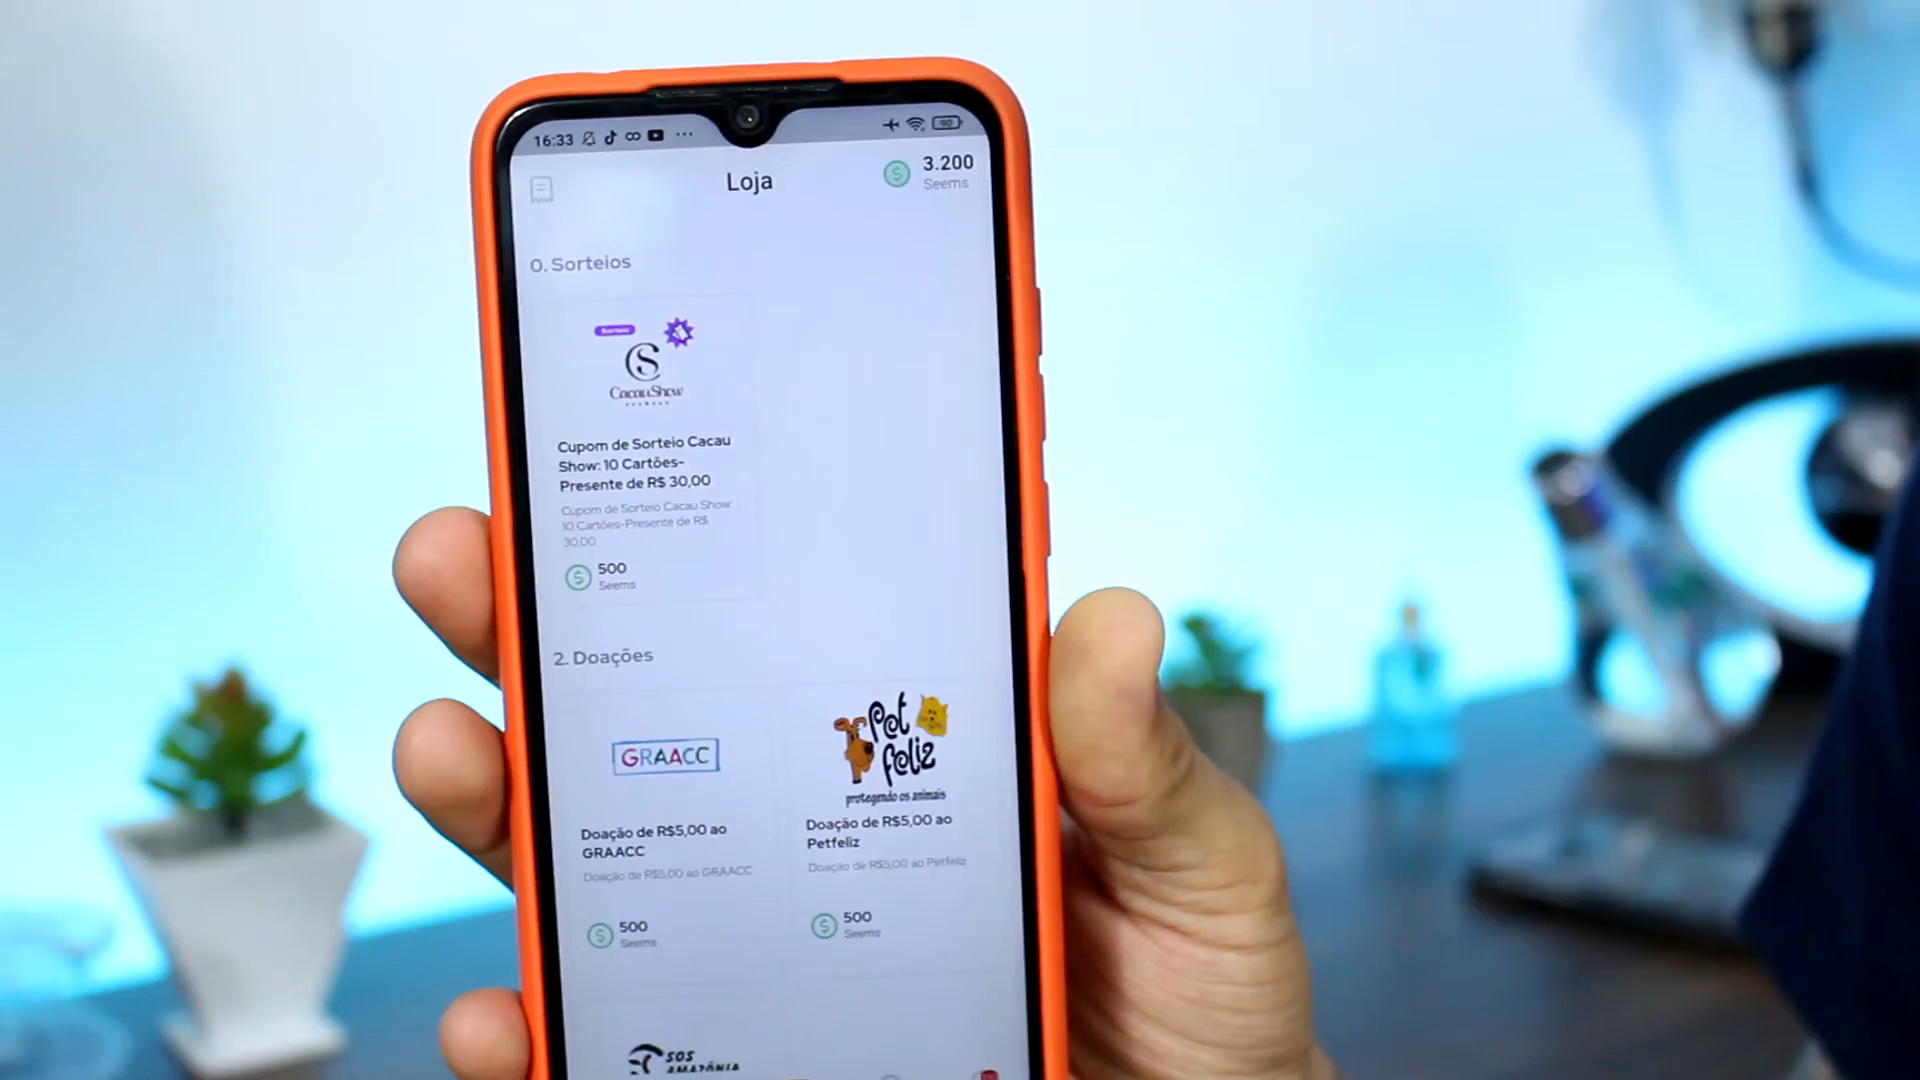 16:33
90
Loja
3.200
Seems
0. Sorteios
Sorteio
CS
CacauShow
Cupom de Sorteio Cacau
Show: 10 Cartões-
Presente de R$ 30,00
Cupom de Sorteio Cacau Show:
10 Cartões-Presente de R$
30,00
500
Seems
2. Doações
GRAACC
Pet
feliz
protegendo os animais
Doação de R$5,00 ao
GRAACC
Doação de R$5,00 ao GRAACC
500
Seems
Doação de R$5,00 ao
Petfeliz
Doação de R$5,00 ao Petfeliz
500
Seems
SOS
AMAZÔNIA